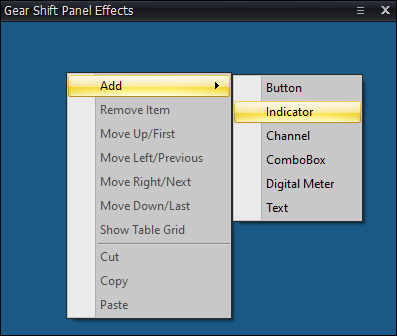 Gear Shift Panel Effects
Add
Remove Item
Move Up/First
Move Left/Previous
Move Right/Next
Move Down/Last
Show Table Grid
Cut
Copy
Paste
Button
Indicator
Channel
ComboBox
Digital Meter
Text